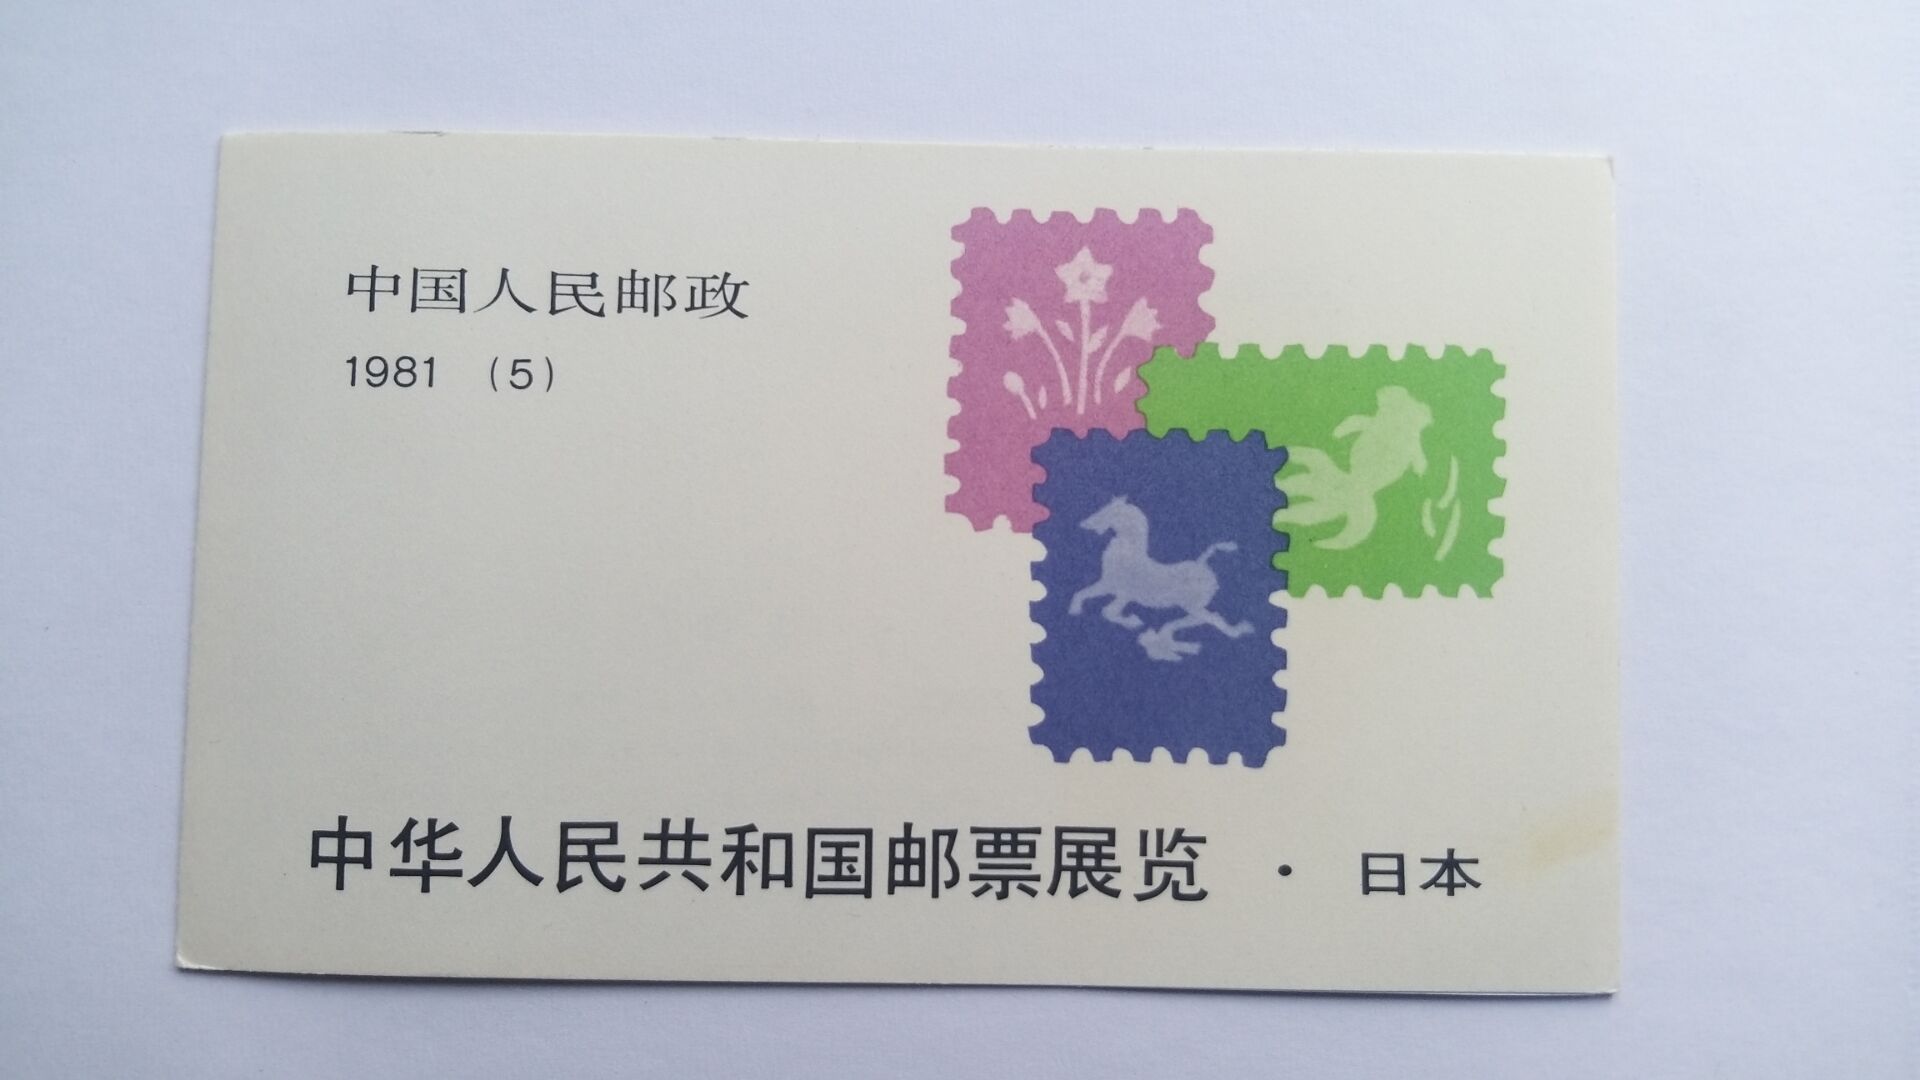 中国人民邮政
1981 (5)
中华人民共和国邮票展览 · 日本